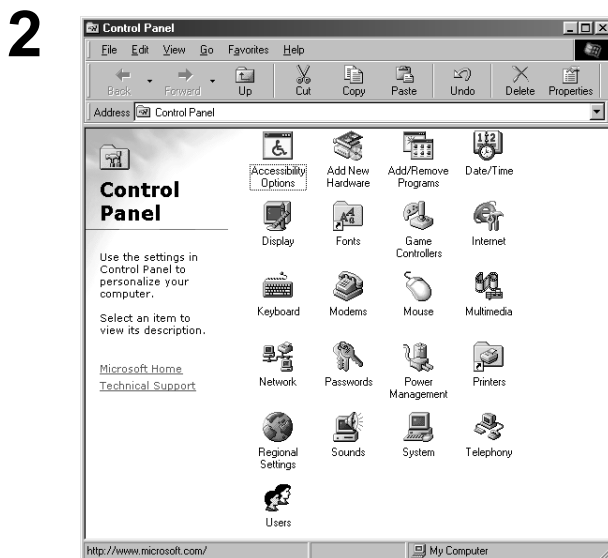 2
Control Panel
File Edit View Go Favorites Help
Back Forward Up Cut Copy Paste Undo Delete Properties
Address Control Panel
Control
Panel
Use the settings in
Control Panel to
personalize your
computer.
Select an item to
view its description.
Microsoft Home
Technical Support
Accessibility
Options
Add New
Hardware
Add/Remove
Programs
Date/Time
Display
Fonts
Game
Controllers
Internet
Keyboard
Modems
Mouse
Multimedia
Network
Passwords
Power
Management
Printers
Regional
Settings
Sounds
System
Telephony
Users
http://www.microsoft.com/ My Computer